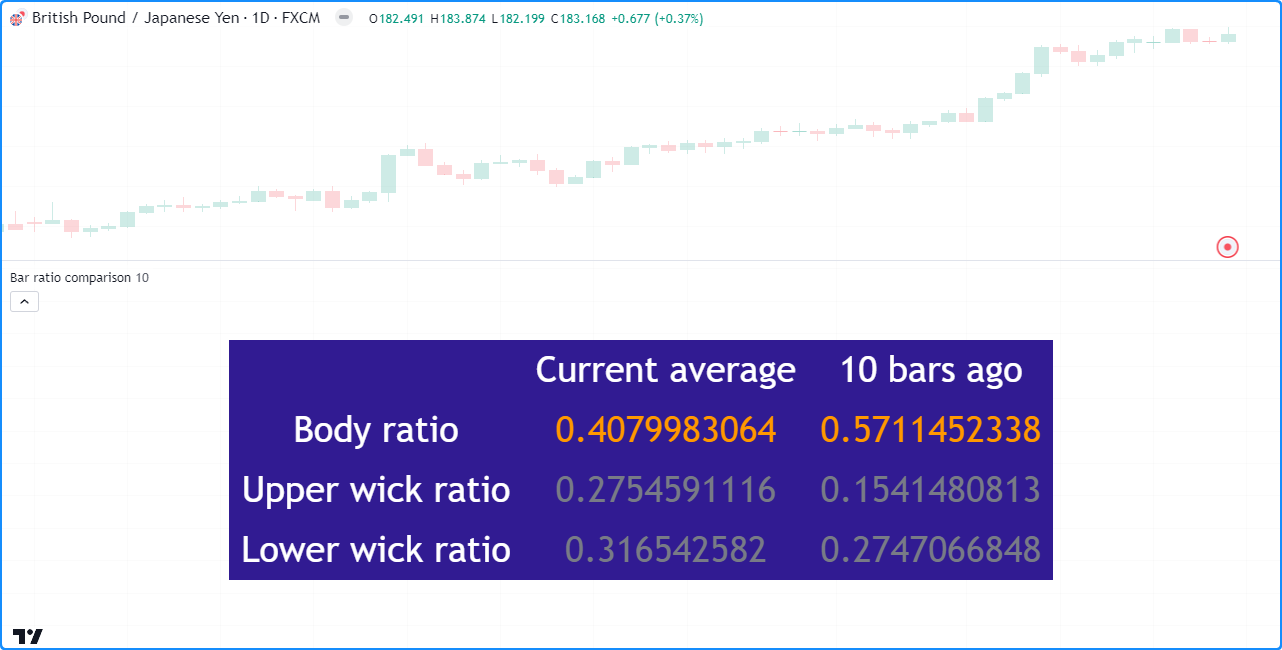 British Pound / Japanese Yen · 1D · FXCM O182.491 H183.874 L182.199 C183.168 +0.677 (+0.37%)
Bar ratio comparison 10
Current average 10 bars ago
Body ratio 0.4079983064 0.5711452338
Upper wick ratio 0.2754591116 0.1541480813
Lower wick ratio 0.316542582 0.2747066848